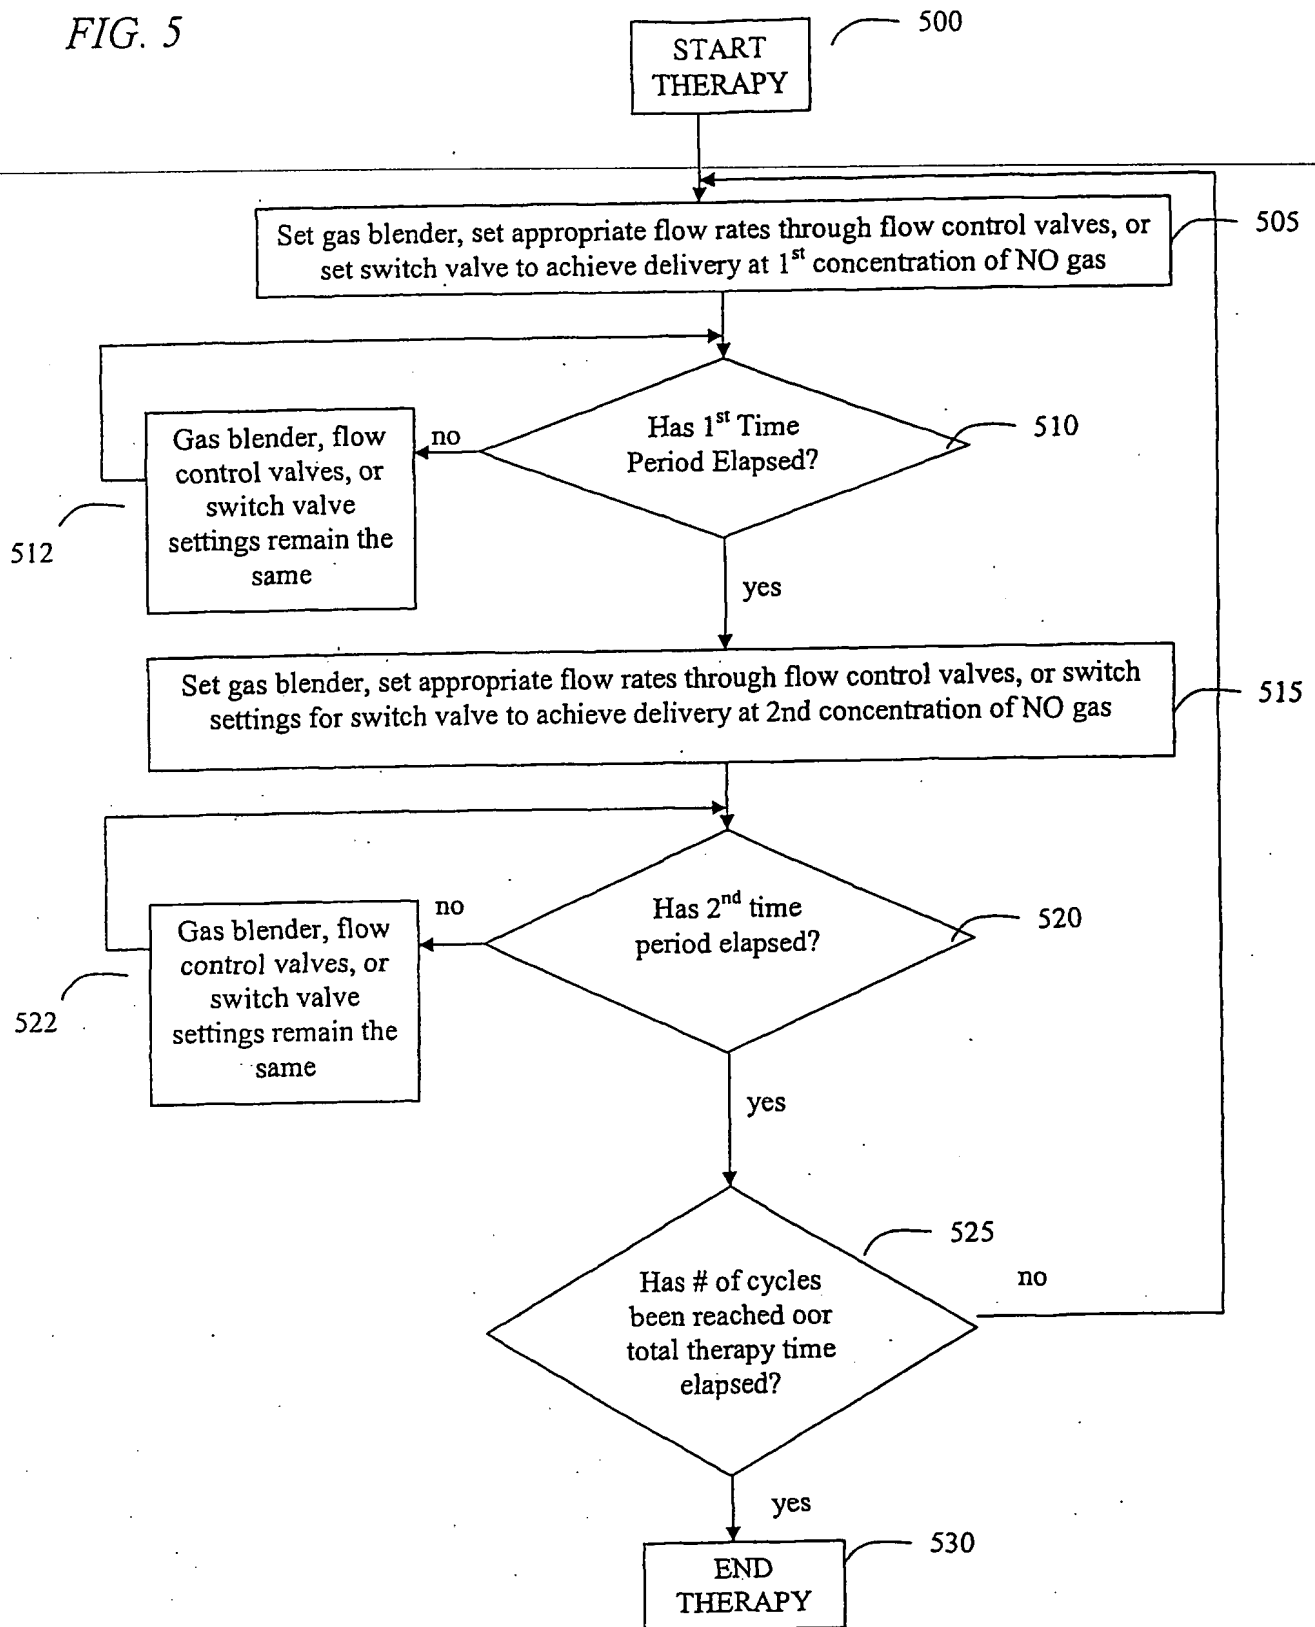 FIG. 5
START
THERAPY
500
Set gas blender, set appropriate flow rates through flow control valves, or
set switch valve to achieve delivery at 1st concentration of NO gas
505
Has 1st Time
Period Elapsed?
510
no
Gas blender, flow
control valves, or
switch valve
settings remain the
same
512
yes
Set gas blender, set appropriate flow rates through flow control valves, or switch
settings for switch valve to achieve delivery at 2nd concentration of NO gas
515
Has 2nd time
period elapsed?
520
no
Gas blender, flow
control valves, or
switch valve
settings remain the
same
522
yes
Has # of cycles
been reached oor
total therapy time
elapsed?
525
no
yes
END
THERAPY
530